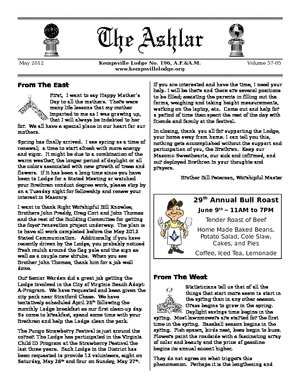 The Ashlar
May 2012
Kempsville Lodge No. 196, A.F.&A.M.
www.kempsvillelodge.org
Volume 57-05
From The East
First, I want to say Happy Mother's
Day to all the mothers. There were
many life lessons that my mother
imparted to me as I was growing up,
that I will always be indebted to her
for. We all have a special place in our heart for our
mothers.
Spring has finally arrived. I see spring as a time of
renewal; a time to start afresh with more energy
and vigor. It might be due to a combination of the
warm weather, the longer period of daylight or all
the colors associated with new growth of trees and
flowers. If it has been a long time since you have
been to Lodge for a Stated Meeting or watched
your Brethren conduct degree work, please stop by
on a Tuesday night for fellowship and renew your
interest in Masonry.
I want to thank Right Worshipful Bill Knowles,
Brothers John Pendel, Greg Carr and John Thomas
and the rest of the Building Committee for getting
the foyer renovation project underway. The plan is
to have all work completed before the May 2012
Stated Communication. Additionally, if you have
recently driven by the Lodge, you probably noticed
fresh mulch around the flag pole and the sign as
well as a couple new shrubs. When you see
Brother John Thomas, thank him for a job well
done.
Our Senior Warden did a great job getting the
Lodge involved in the City of Virginia Beach Adopt-
A-Program. We have requested and been given the
city park near Stratford Chase. We have
tentatively scheduled April 28th following the
monthly Lodge breakfast as our first clean-up day.
So come to breakfast, spend some time with your
Brethren and help the Lodge clean the park.
The Pungo Strawberry Festival is just around the
corner! The Lodge has participated in the Virginia
Child ID Program at the Strawberry Festival the
last three years. Our Lodge is in the District has
been requested to provide 12 volunteers, eight on
Saturday, May 26th and four on Sunday, May 27th.
If you are interested and have the time, I need your
help. I will be there and there are several positions
to be filled; assisting the parents in filling out the
forms, weighing and taking height measurements,
working on the laptop, etc. Come out and help for
a period of time then spend the rest of the day with
friends and family at the festival.
In closing, thank you all for supporting the Lodge,
your home away from home. I can tell you this,
nothing gets accomplished without the support and
participation of you, the Brethren. Keep our
Masonic Sweethearts, our sick and infirmed, and
our deployed Brethren in your thoughts and
prayers.
Brother Bill Peterson, Worshipful Master
29th Annual Bull Roast
June 9th – 11AM to 7PM
Tender Roast of Beef
Home Made Baked Beans,
Potato Salad, Cole Slaw,
Cakes, and Pies
Coffee, Iced Tea, Lemonade
From The West
Statisticians tell us that of all the
things that start more seem to start in
the spring than in any other season.
Grass begins to grow in the spring.
Daylight savings time begins in the
spring. Most lawnmowers are started for the first
time in the spring. Baseball season begins in the
spring. Fish spawn, birds nest, bees begin to hum.
Flowers paint the roadside with a fascinating array
of color and beauty and the price of gasoline
begins its annual ascent higher.
They do not agree on what triggers this
phenomenon. Perhaps it is the lengthening and